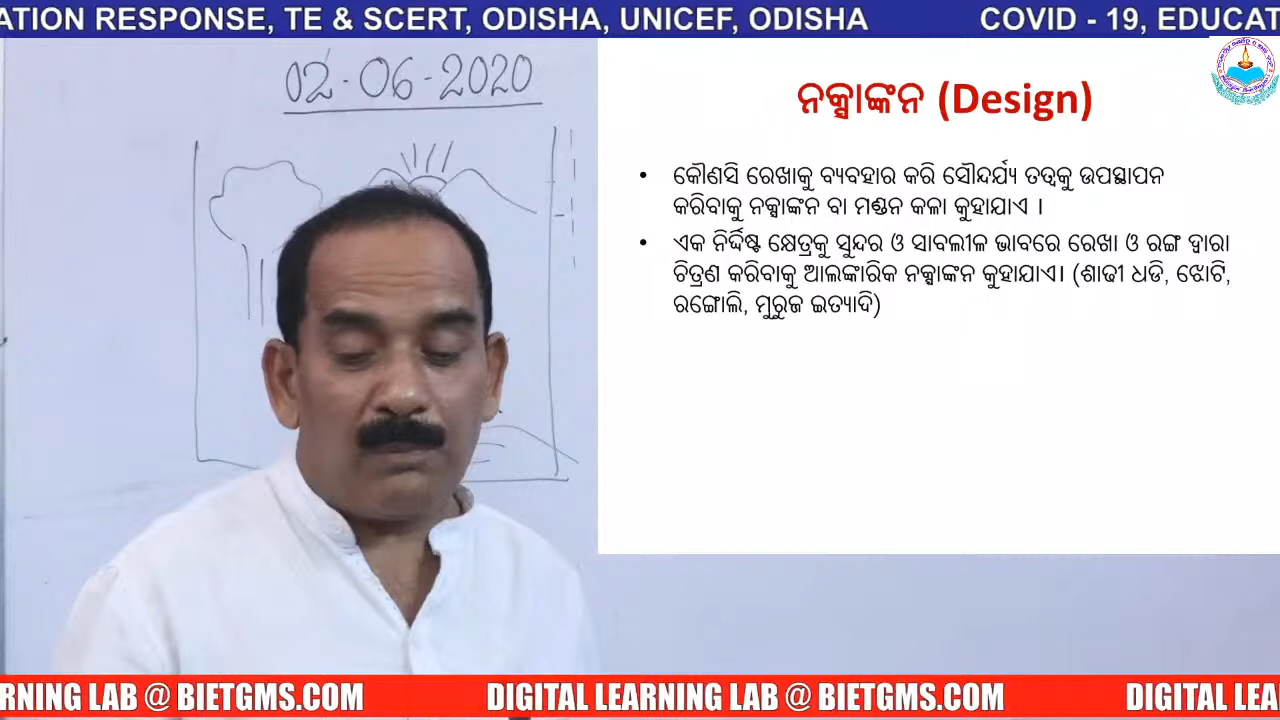 ATION RESPONSE, TE & SCERT, ODISHA, UNICEF, ODISHA COVID - 19, EDUCAT
02-06-2020
ନକ୍ସାଙ୍କନ (Design)
• କୌଣସି ରେଖାକୁ ବ୍ୟବହାର କରି ସୌନ୍ଦର୍ଯ୍ୟ ତତ୍ତ୍ୱକୁ ଉପସ୍ଥାପନ
କରିବାକୁ ନକ୍ସାଙ୍କନ ବା ମଣ୍ଡନ କଳା କୁହାଯାଏ ।
• ଏକ ନିର୍ଦ୍ଦିଷ୍ଟ କ୍ଷେତ୍ରକୁ ସୁନ୍ଦର ଓ ସାବଲୀଳ ଭାବରେ ରେଖା ଓ ରଙ୍ଗ ଦ୍ୱାରା
ଚିତ୍ରଣ କରିବାକୁ ଆଲଙ୍କାରିକ ନକ୍ସାଙ୍କନ କୁହାଯାଏ। (ଶାଢୀ ଧଡି, ଝୋଟି,
ରଙ୍ଗୋଲି, ମୁରୁଜ ଇତ୍ୟାଦି)
RNING LAB @ BIETGMS.COM DIGITAL LEARNING LAB @ BIETGMS.COM DIGITAL LEA